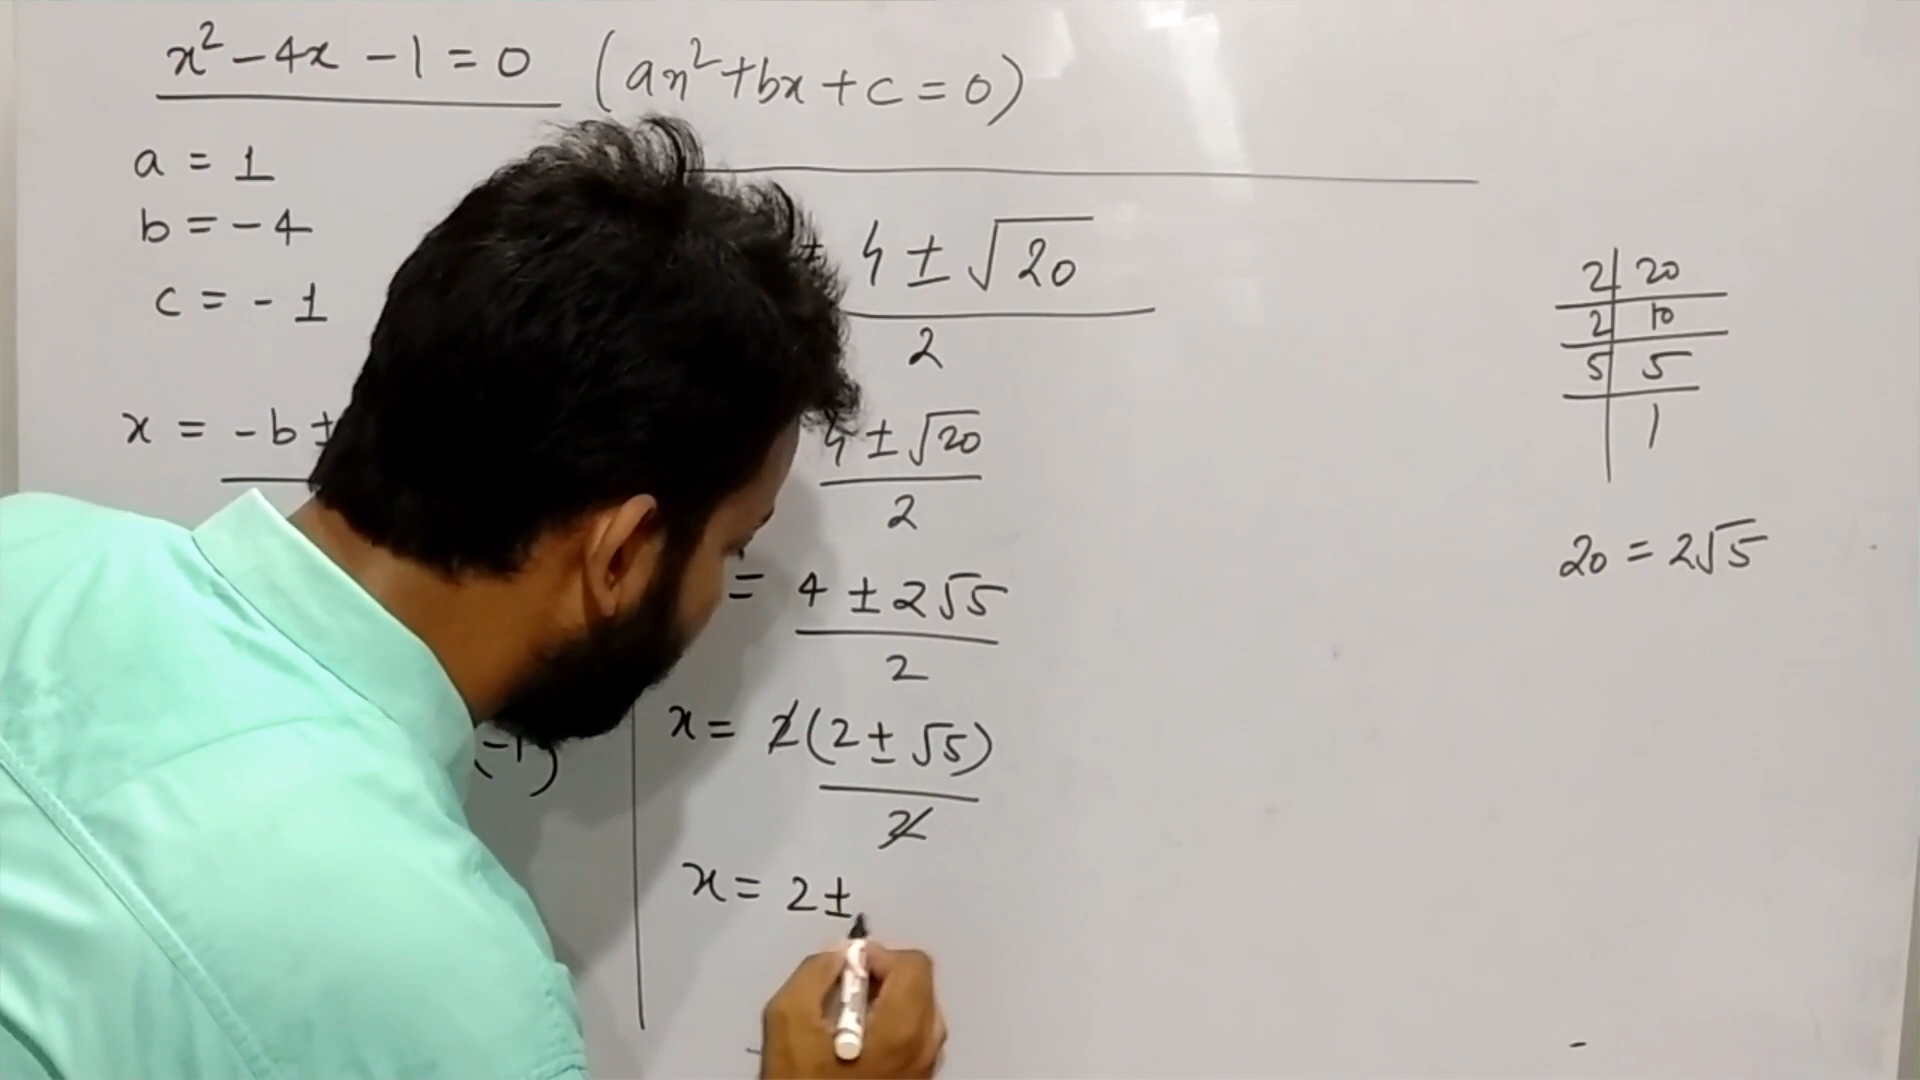 x² - 4x - 1 = 0 (ax² + bx + c = 0)
a = 1
b = - 4
c = - 1
x = - b ±
(-1)
4 ± √20
2
4 ± √20
2
= 4 ± 2√5
2
x = 2(2 ± √5)
2
x = 2 ±
2 | 20
2 | 10
5 | 5
| 1
20 = 2√5